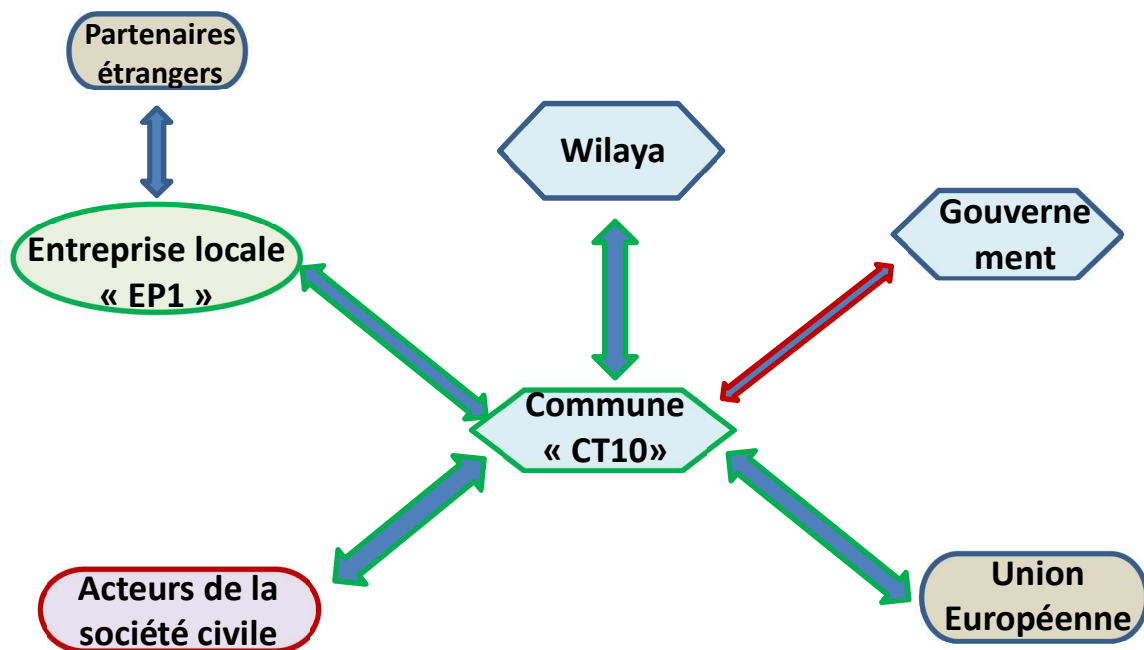 Partenaires
étrangers
Wilaya
Gouverne
ment
Entreprise locale
« EP1 »
Commune
« CT10»
Acteurs de la
société civile
Union
Européenne